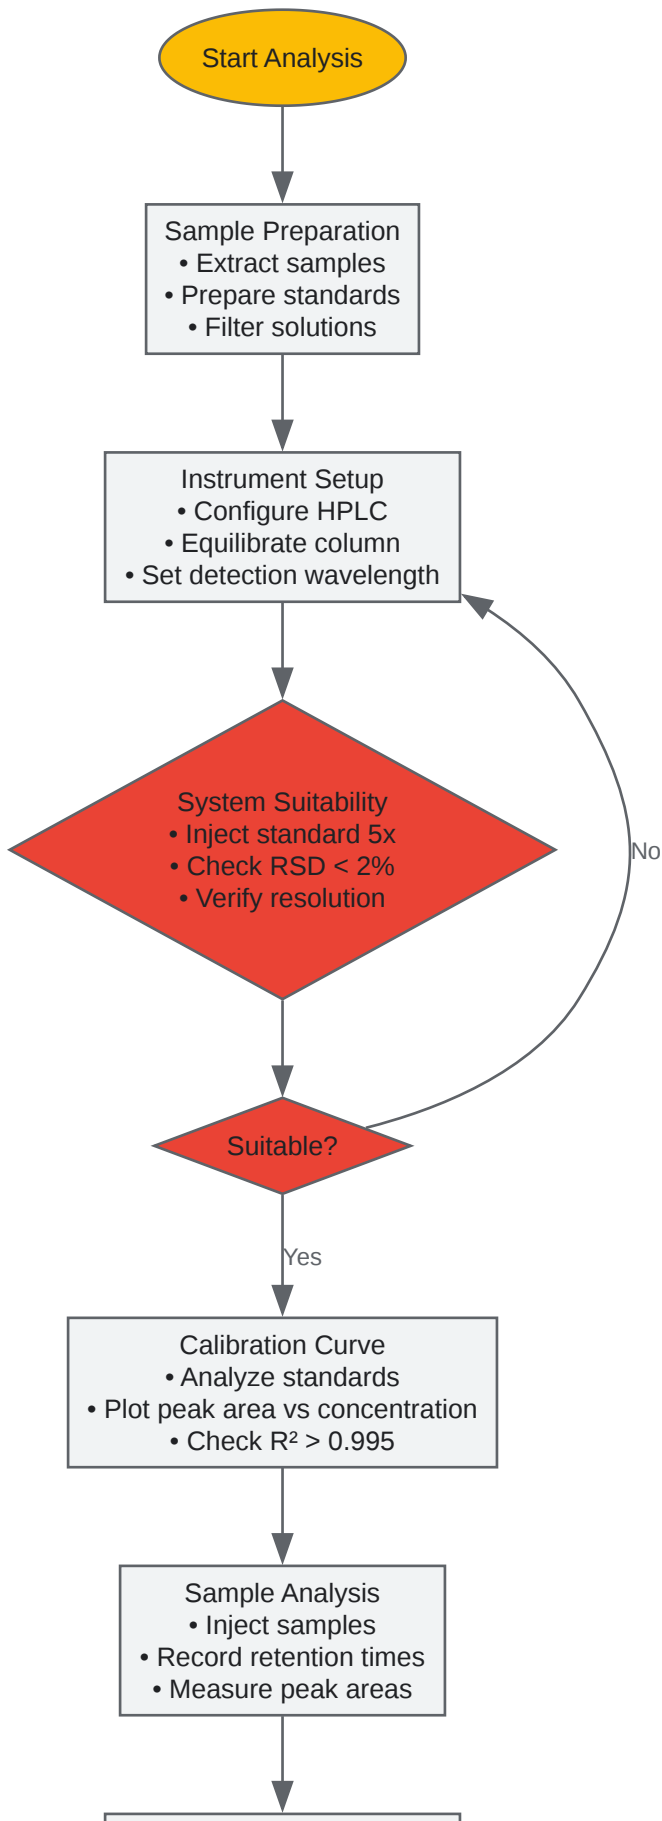 Start Analysis
Sample Preparation
• Extract samples
• Prepare standards
• Filter solutions
Instrument Setup
• Configure HPLC
• Equilibrate column
• Set detection wavelength
System Suitability
• Inject standard 5x
• Check RSD < 2%
• Verify resolution
No
Suitable?
Yes
Calibration Curve
• Analyze standards
• Plot peak area vs concentration
• Check R² > 0.995
Sample Analysis
• Inject samples
• Record retention times
• Measure peak areas